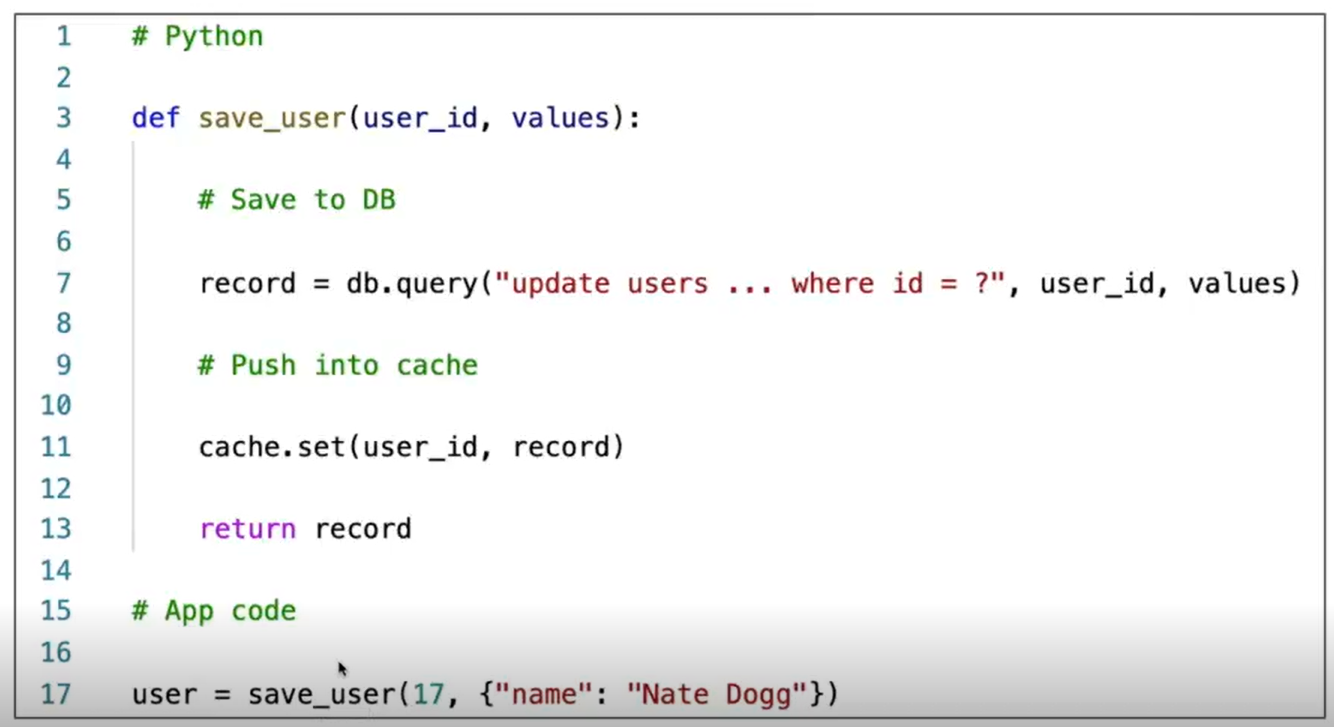 1 # Python
2
3 def save_user(user_id, values):
4
5 # Save to DB
6
7 record = db.query("update users ... where id = ?", user_id, values)
8
9 # Push into cache
10
11 cache.set(user_id, record)
12
13 return record
14
15 # App code
16
17 user = save_user(17, {"name": "Nate Dogg"})